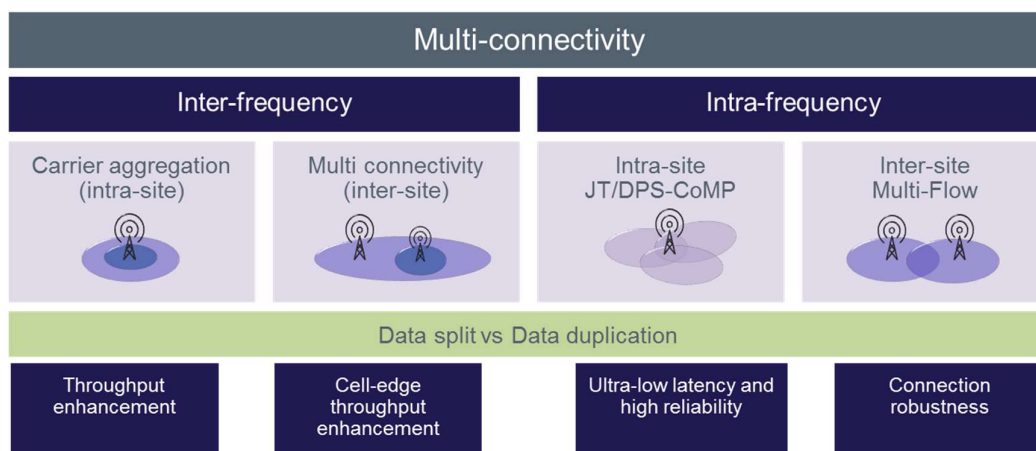 Multi-connectivity
Inter-frequency
Intra-frequency
Carrier aggregation
(intra-site)
Multi connectivity
(inter-site)
Intra-site
JT/DPS-CoMP
Inter-site
Multi-Flow
Data split vs Data duplication
Throughput
enhancement
Cell-edge
throughput
enhancement
Ultra-low latency and
high reliability
Connection
robustness